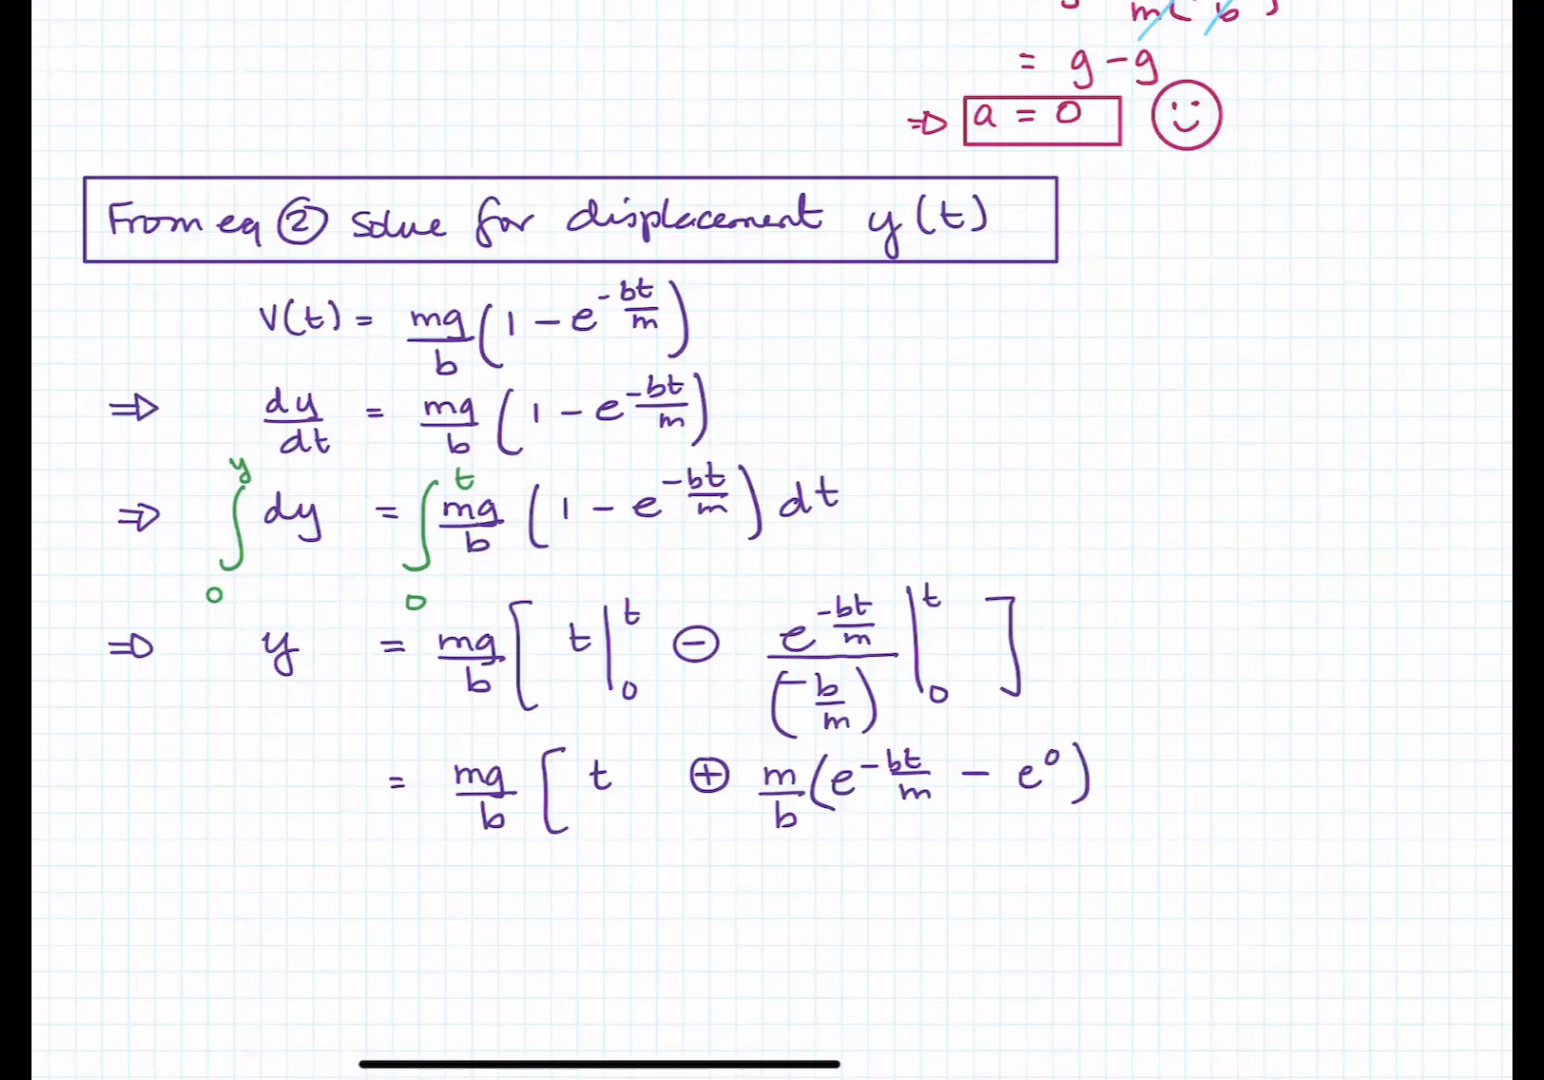 m( b )
= g - g
⇒ a = 0
From eq ② solve for displacement y(t)
v(t) = mg/b (1 - e^(-bt/m))
⇒ dy/dt = mg/b (1 - e^(-bt/m))
⇒ ∫₀^y dy = ∫₀^t mg/b (1 - e^(-bt/m)) dt
⇒ y = mg/b [ t |₀^t ⊖ e^(-bt/m)/(-b/m) |₀^t ]
= mg/b [ t ⊕ m/b (e^(-bt/m) - e^0)